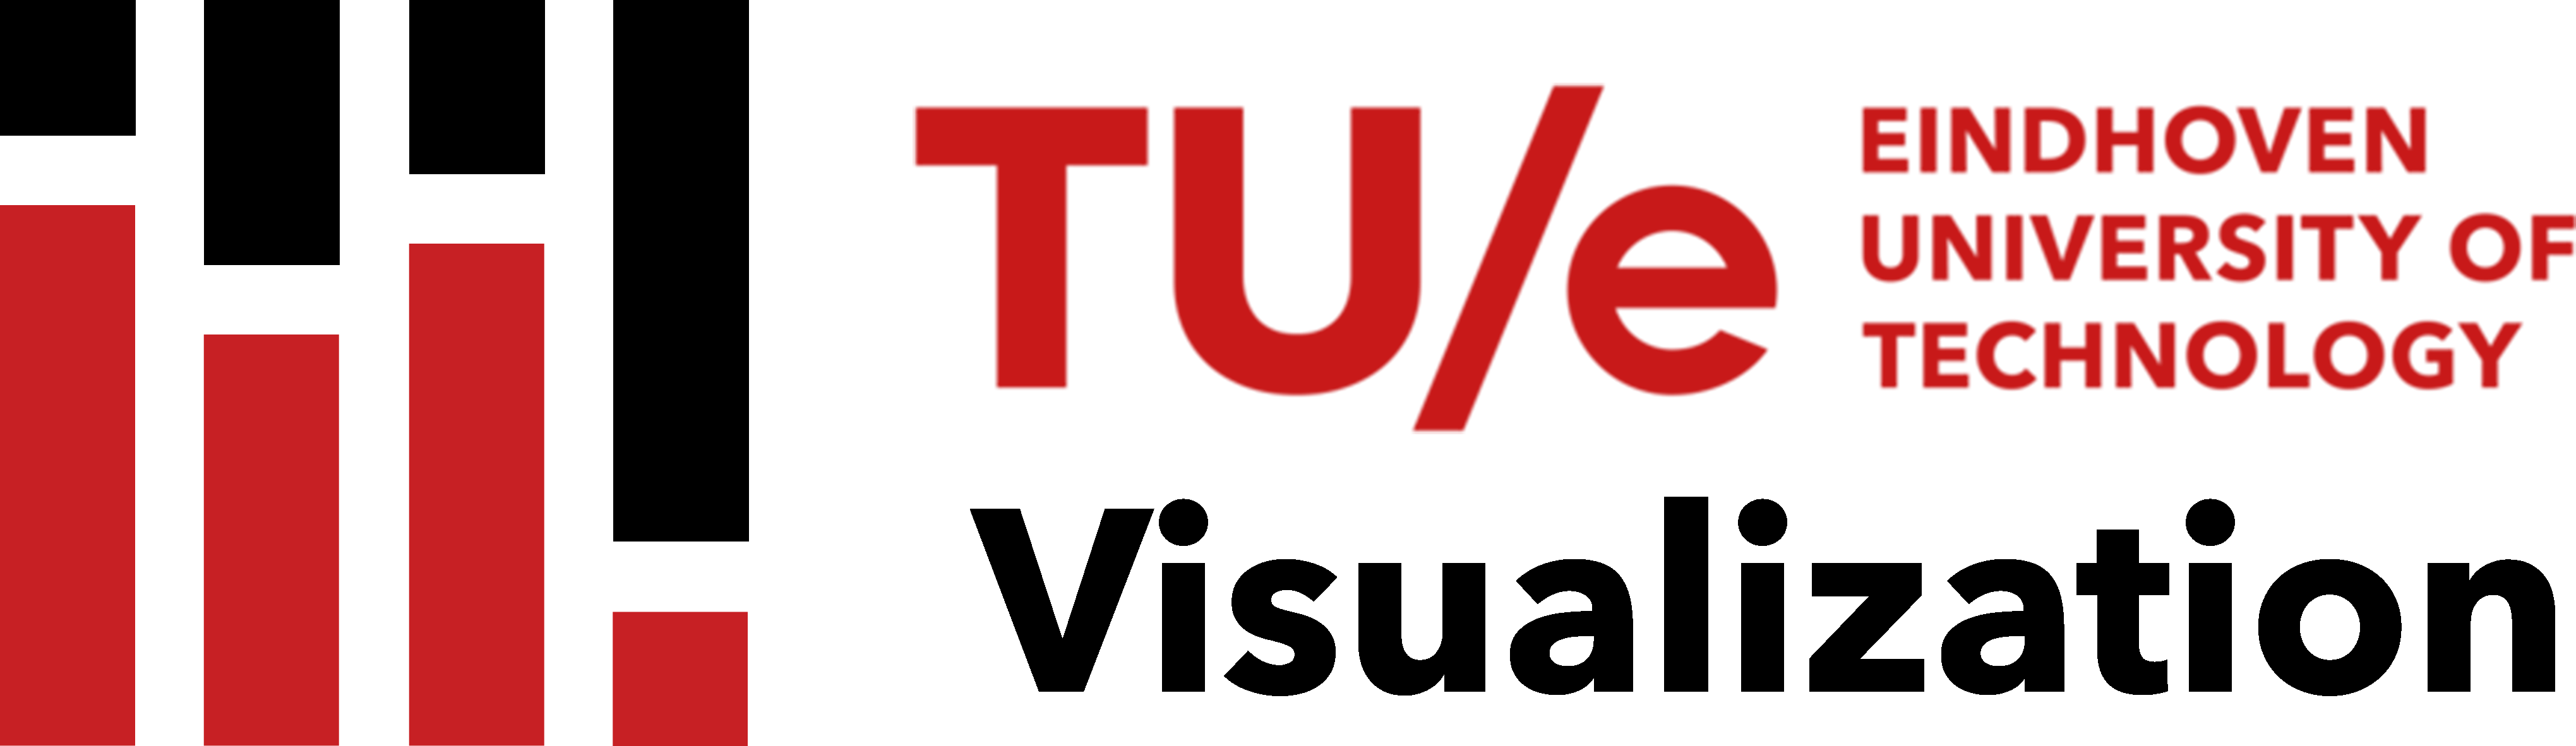 TU/e
EINDHOVEN
UNIVERSITY OF
TECHNOLOGY
Visualization